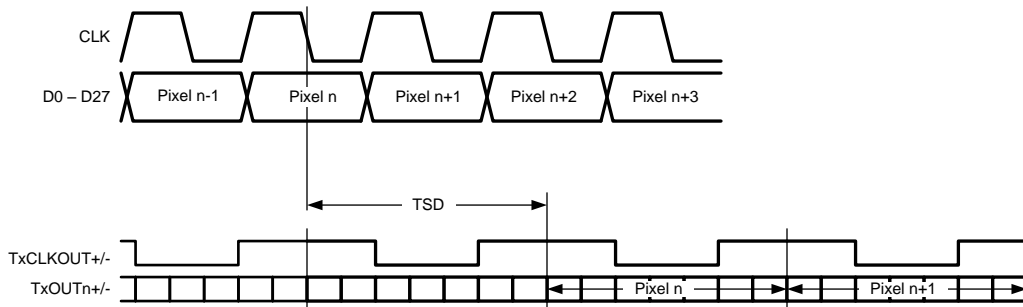 CLK
D0 – D27
Pixel n-1
Pixel n
Pixel n+1
Pixel n+2
Pixel n+3
TSD
TxCLKOUT+/-
TxOUTn+/-
Pixel n
Pixel n+1